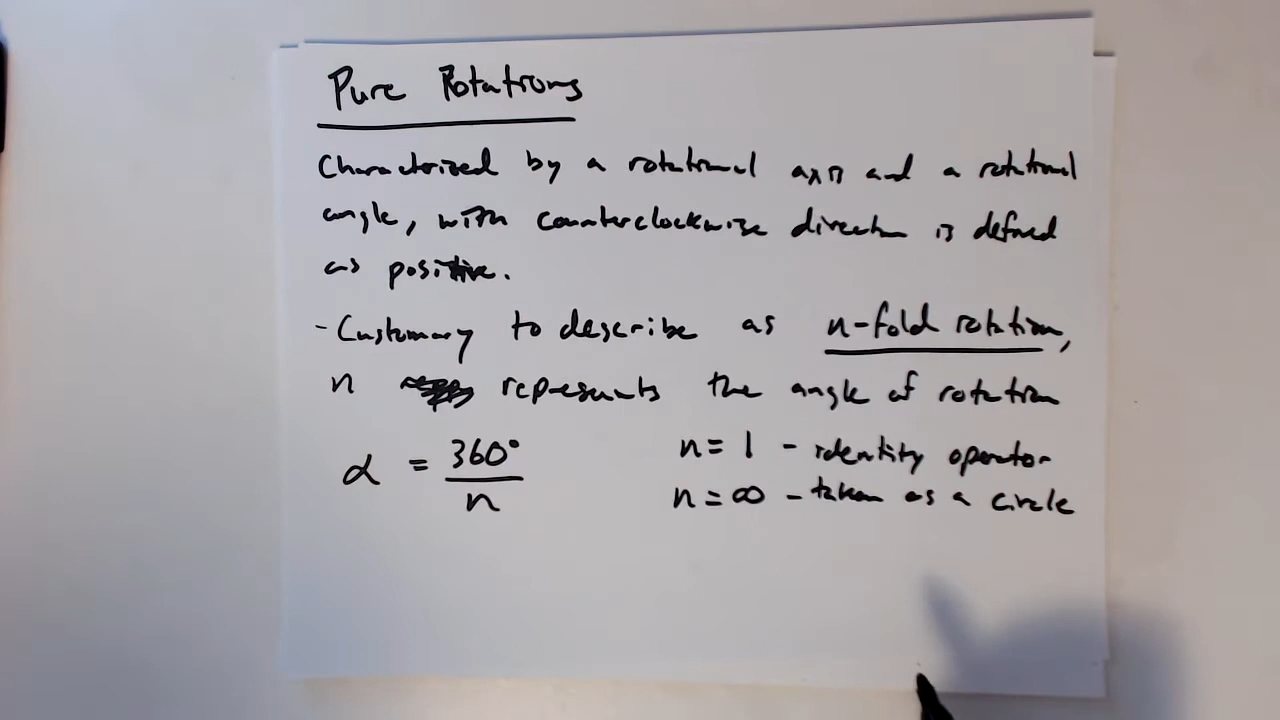 Pure Rotations
Characterized by a rotational axis and a rotational
angle, with counterclockwise direction is defined
as positive.
- Customary to describe as n-fold rotation,
n represents the angle of rotation
α = 360° / n
n = 1 - identity operator
n = ∞ - taken as a circle